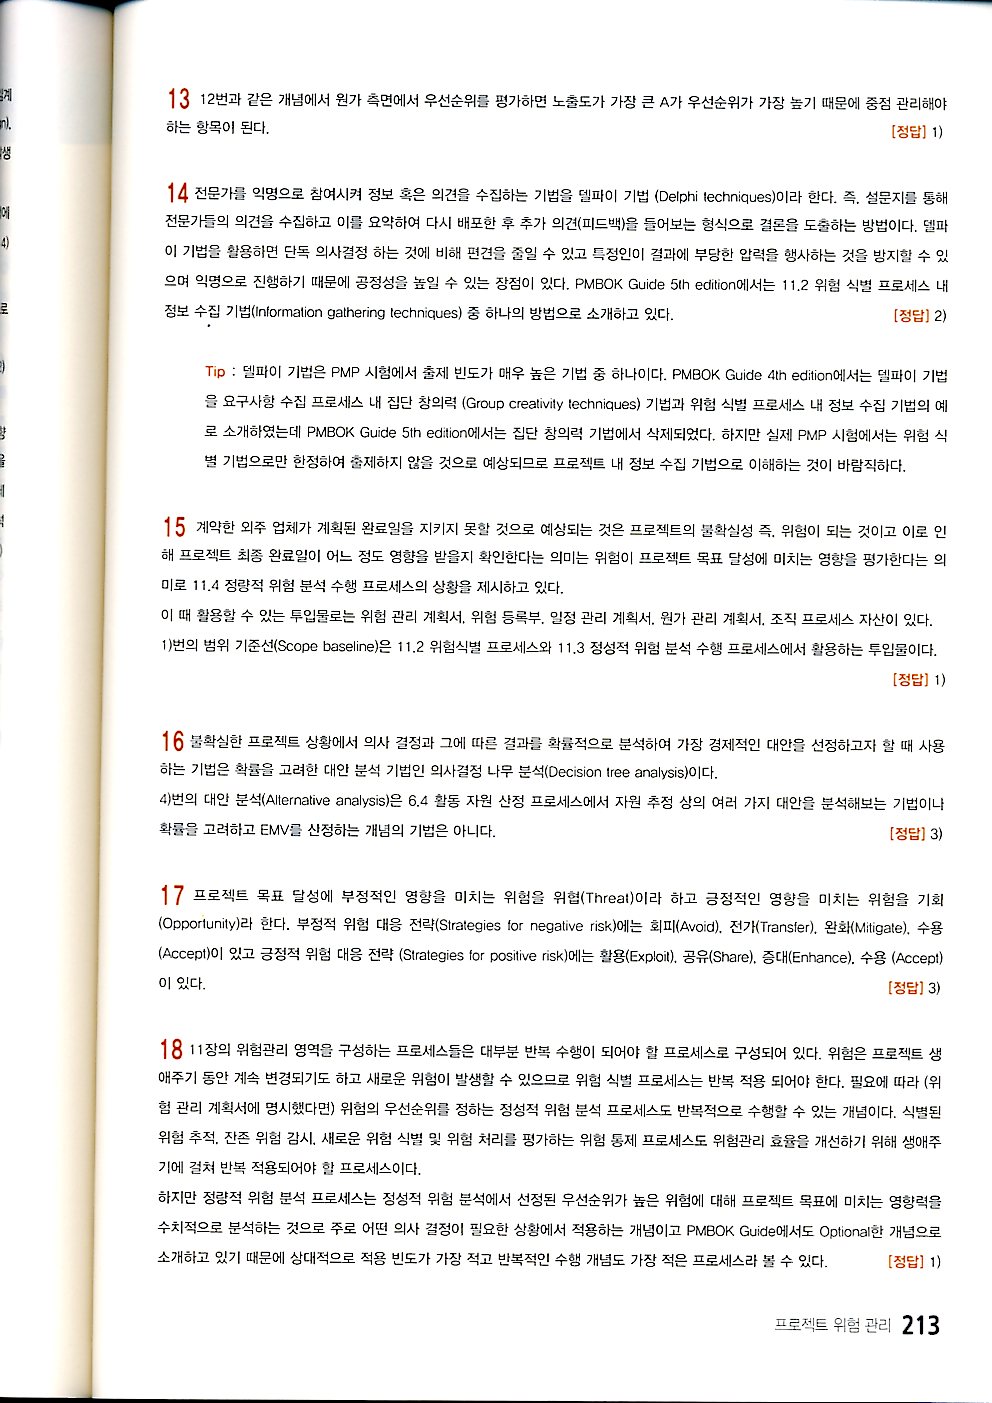 13 12번과 같은 개념에서 원가 측면에서 우선순위를 평가하면 노출도가 가장 큰 A가 우선순위가 가장 높기 때문에 중점 관리해야
하는 항목이 된다. [정답] 1)
14 전문가를 익명으로 참여시켜 정보 혹은 의견을 수집하는 기법을 델파이 기법 (Delphi techniques)이라 한다. 즉, 설문지를 통해
전문가들의 의견을 수집하고 이를 요약하여 다시 배포한 후 추가 의견(피드백)을 들어보는 형식으로 결론을 도출하는 방법이다. 델파
이 기법을 활용하면 단독 의사결정 하는 것에 비해 편견을 줄일 수 있고 특정인이 결과에 부당한 압력을 행사하는 것을 방지할 수 있
으며 익명으로 진행하기 때문에 공정성을 높일 수 있는 장점이 있다. PMBOK Guide 5th edition에서는 11.2 위험 식별 프로세스 내
정보 수집 기법(Information gathering techniques) 중 하나의 방법으로 소개하고 있다. [정답] 2)
Tip : 델파이 기법은 PMP 시험에서 출제 빈도가 매우 높은 기법 중 하나이다. PMBOK Guide 4th edition에서는 델파이 기법
을 요구사항 수집 프로세스 내 집단 창의력 (Group creativity techniques) 기법과 위험 식별 프로세스 내 정보 수집 기법의 예
로 소개하였는데 PMBOK Guide 5th edition에서는 집단 창의력 기법에서 삭제되었다. 하지만 실제 PMP 시험에서는 위험 식
별 기법으로만 한정하여 출제하지 않을 것으로 예상되므로 프로젝트 내 정보 수집 기법으로 이해하는 것이 바람직하다.
15 계약한 외주 업체가 계획된 완료일을 지키지 못할 것으로 예상되는 것은 프로젝트의 불확실성 즉, 위험이 되는 것이고 이로 인
해 프로젝트 최종 완료일이 어느 정도 영향을 받을지 확인한다는 의미는 위험이 프로젝트 목표 달성에 미치는 영향을 평가한다는 의
미로 11.4 정량적 위험 분석 수행 프로세스의 상황을 제시하고 있다.
이 때 활용할 수 있는 투입물로는 위험 관리 계획서, 위험 등록부, 일정 관리 계획서, 원가 관리 계획서, 조직 프로세스 자산이 있다.
1)번의 범위 기준선(Scope baseline)은 11.2 위험식별 프로세스와 11.3 정성적 위험 분석 수행 프로세스에서 활용하는 투입물이다.
[정답] 1)
16 불확실한 프로젝트 상황에서 의사 결정과 그에 따른 결과를 확률적으로 분석하여 가장 경제적인 대안을 선정하고자 할 때 사용
하는 기법은 확률을 고려한 대안 분석 기법인 의사결정 나무 분석(Decision tree analysis)이다.
4)번의 대안 분석(Alternative analysis)은 6.4 활동 자원 산정 프로세스에서 자원 추정 상의 여러 가지 대안을 분석해보는 기법이나
확률을 고려하고 EMV를 산정하는 개념의 기법은 아니다. [정답] 3)
17 프로젝트 목표 달성에 부정적인 영향을 미치는 위험을 위협(Threat)이라 하고 긍정적인 영향을 미치는 위험을 기회
(Opportunity)라 한다. 부정적 위험 대응 전략(Strategies for negative risk)에는 회피(Avoid), 전가(Transfer), 완화(Mitigate), 수용
(Accept)이 있고 긍정적 위험 대응 전략 (Strategies for positive risk)에는 활용(Exploit), 공유(Share), 증대(Enhance), 수용 (Accept)
이 있다. [정답] 3)
18 11장의 위험관리 영역을 구성하는 프로세스들은 대부분 반복 수행이 되어야 할 프로세스로 구성되어 있다. 위험은 프로젝트 생
애주기 동안 계속 변경되기도 하고 새로운 위험이 발생할 수 있으므로 위험 식별 프로세스는 반복 적용 되어야 한다. 필요에 따라 (위
험 관리 계획서에 명시했다면) 위험의 우선순위를 정하는 정성적 위험 분석 프로세스도 반복적으로 수행할 수 있는 개념이다. 식별된
위험 추적, 잔존 위험 감시, 새로운 위험 식별 및 위험 처리를 평가하는 위험 통제 프로세스도 위험관리 효율을 개선하기 위해 생애주
기에 걸쳐 반복 적용되어야 할 프로세스이다.
하지만 정량적 위험 분석 프로세스는 정성적 위험 분석에서 선정된 우선순위가 높은 위험에 대해 프로젝트 목표에 미치는 영향력을
수치적으로 분석하는 것으로 주로 어떤 의사 결정이 필요한 상황에서 적용하는 개념이고 PMBOK Guide에서도 Optional한 개념으로
소개하고 있기 때문에 상대적으로 적용 빈도가 가장 적고 반복적인 수행 개념도 가장 적은 프로세스라 볼 수 있다. [정답] 1)
프로젝트 위험 관리 213